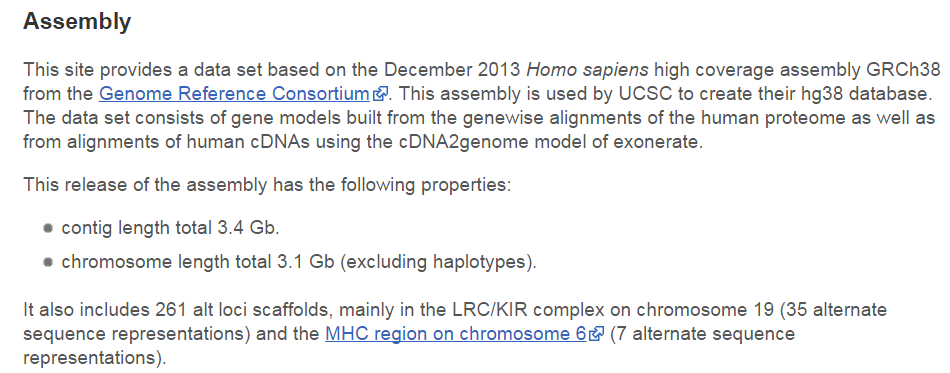 Assembly
This site provides a data set based on the December 2013 Homo sapiens high coverage assembly GRCh38
from the Genome Reference Consortium. This assembly is used by UCSC to create their hg38 database.
The data set consists of gene models built from the genewise alignments of the human proteome as well as
from alignments of human cDNAs using the cDNA2genome model of exonerate.
This release of the assembly has the following properties:
contig length total 3.4 Gb.
chromosome length total 3.1 Gb (excluding haplotypes).
It also includes 261 alt loci scaffolds, mainly in the LRC/KIR complex on chromosome 19 (35 alternate
sequence representations) and the MHC region on chromosome 6 (7 alternate sequence
representations).